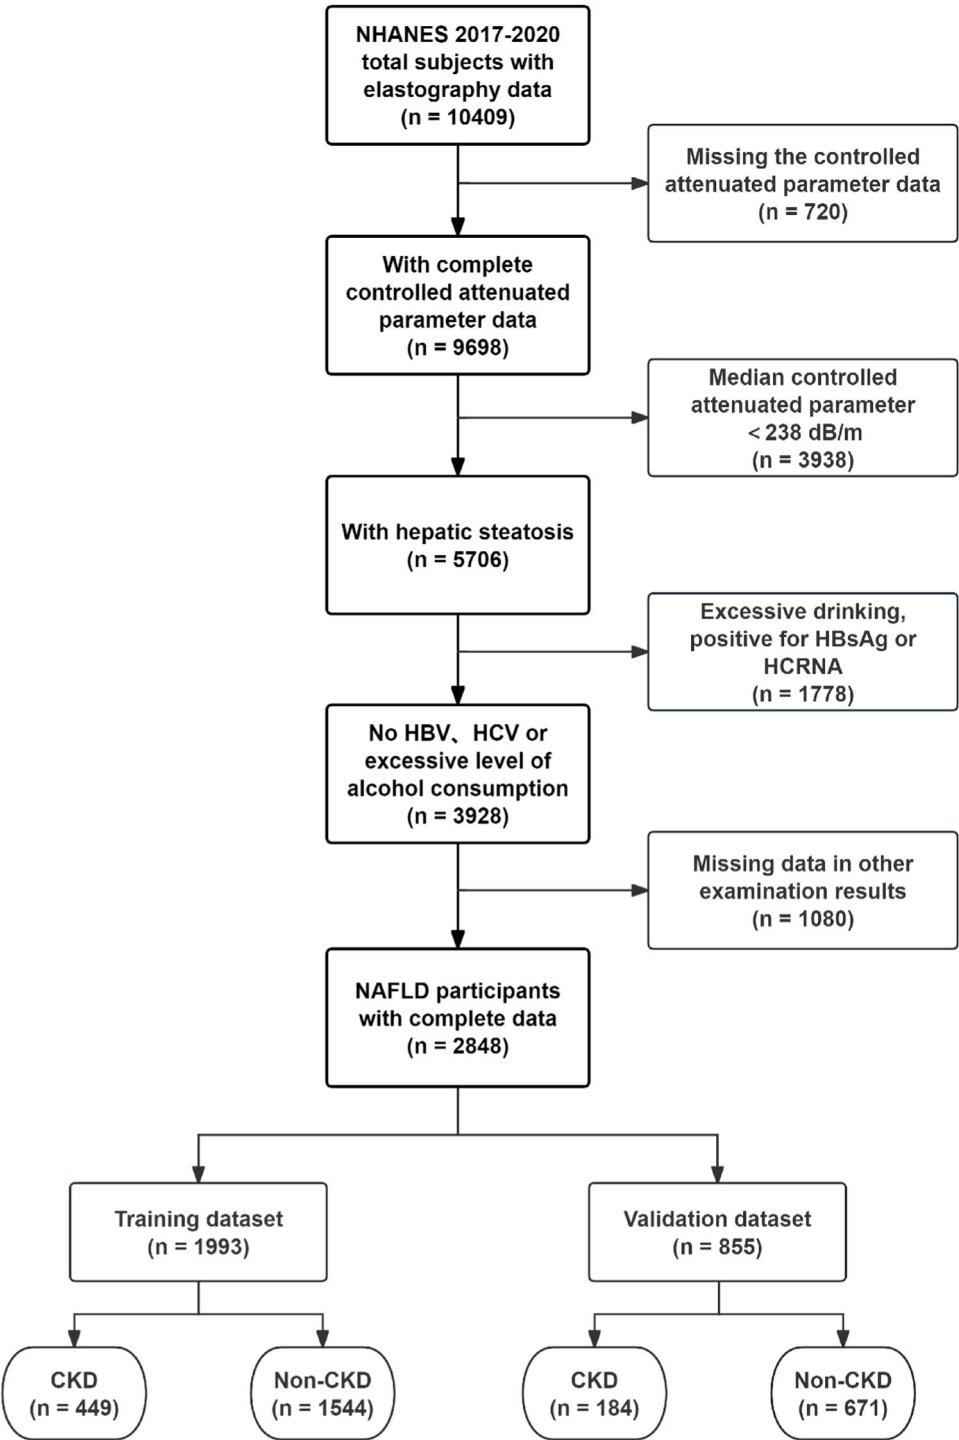 NHANES 2017-2020
total subjects with
elastography data
(n = 10409)
Missing the controlled
attenuated parameter data
(n = 720)
With complete
controlled attenuated
parameter data
(n = 9698)
Median controlled
attenuated parameter
< 238 dB/m
(n = 3938)
With hepatic steatosis
(n = 5706)
Excessive drinking,
positive for HBsAg or
HCRNA
(n = 1778)
No HBV、HCV or
excessive level of
alcohol consumption
(n = 3928)
Missing data in other
examination results
(n = 1080)
NAFLD participants
with complete data
(n = 2848)
Training dataset
(n = 1993)
Validation dataset
(n = 855)
CKD
(n = 449)
Non-CKD
(n = 1544)
CKD
(n = 184)
Non-CKD
(n = 671)